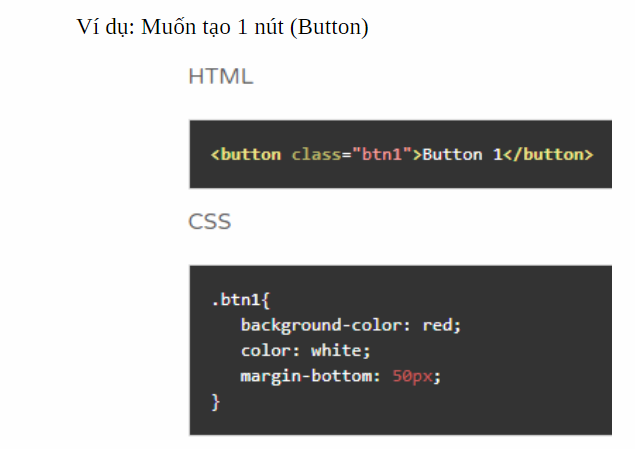 Ví dụ: Muốn tạo 1 nút (Button)
HTML
<button class="btn1">Button 1</button>
CSS
.btn1{
background-color: red;
color: white;
margin-bottom: 50px;
}